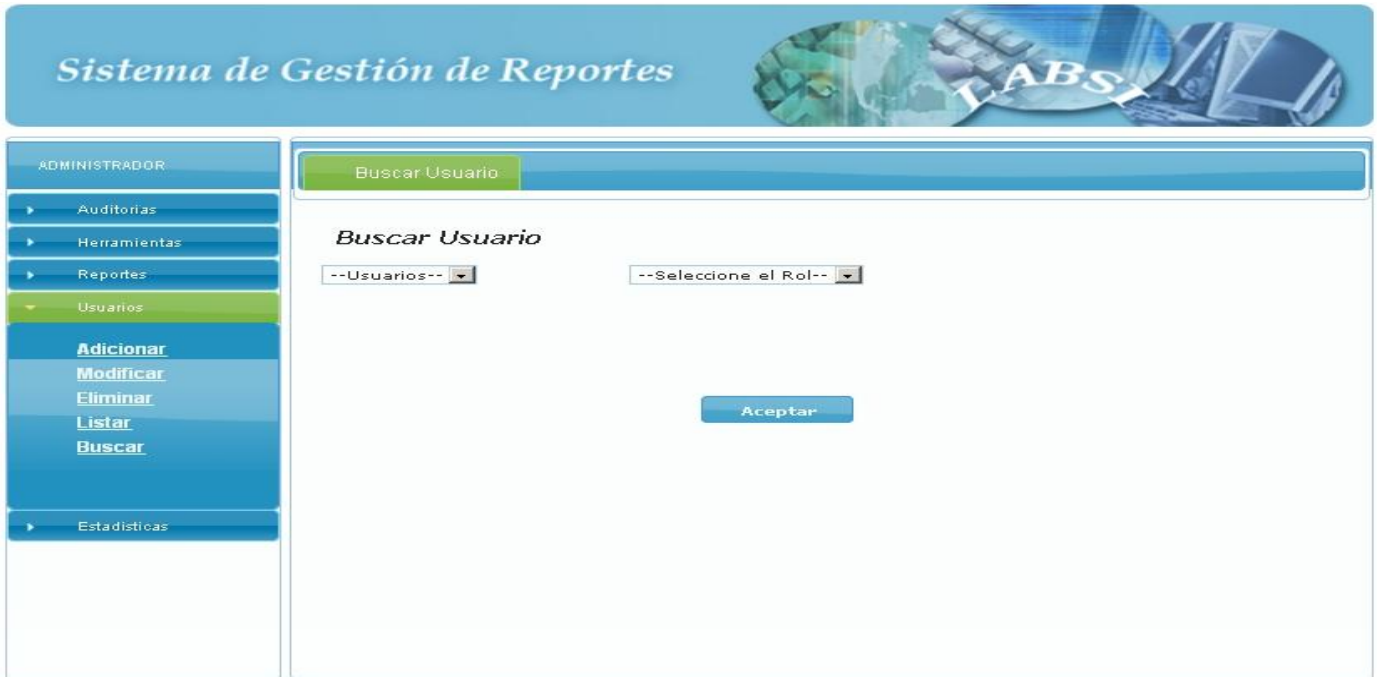 Sistema de Gestión de Reportes
LABSI
ADMINISTRADOR
Auditorias
Herramientas
Reportes
Usuarios
Adicionar
Modificar
Eliminar
Listar
Buscar
Estadisticas
Buscar Usuario
Buscar Usuario
--Usuarios-- --Seleccione el Rol--
Aceptar